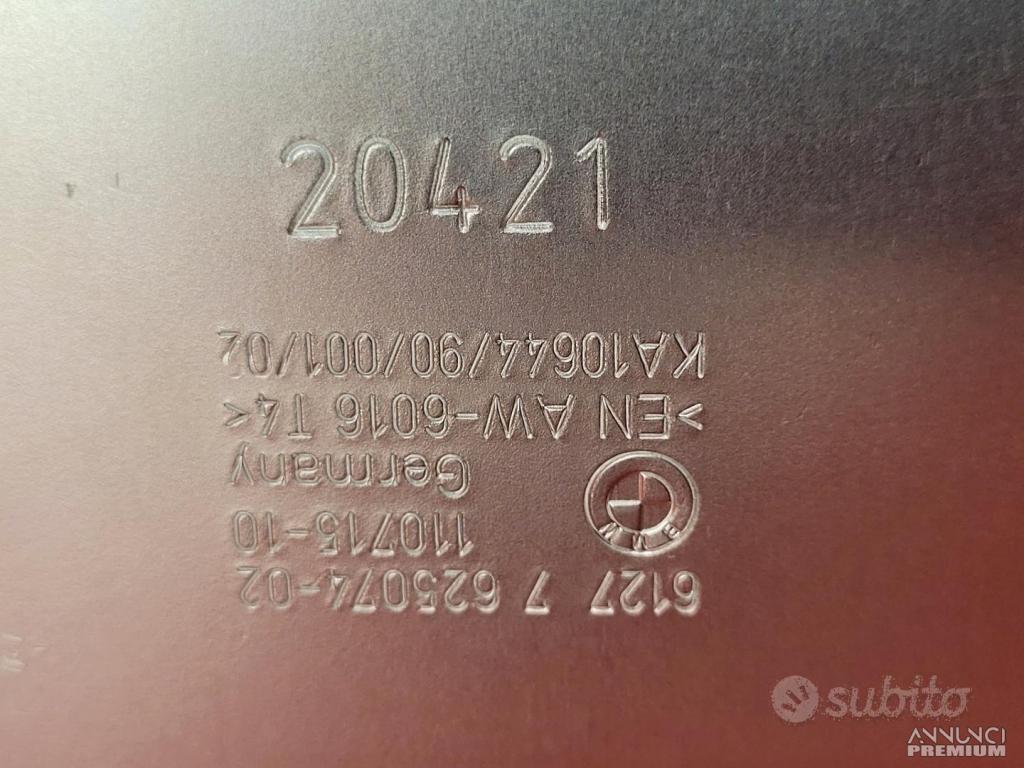 20421
6127 7 625074-02
110715-10
Germany
BMW
>EN AW-6016 T4<
KA10644/90/001/02
subito
ANNUNCI
PREMIUM